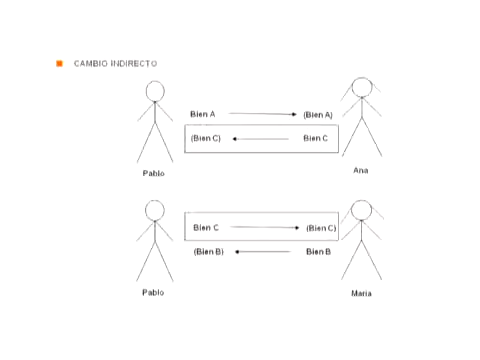 CAMBIO INDIRECTO
Bien A (Bien A)
(Bien C) Bien C
Pablo Ana
Bien C (Bien C)
(Bien B) Bien B
Pablo Maria